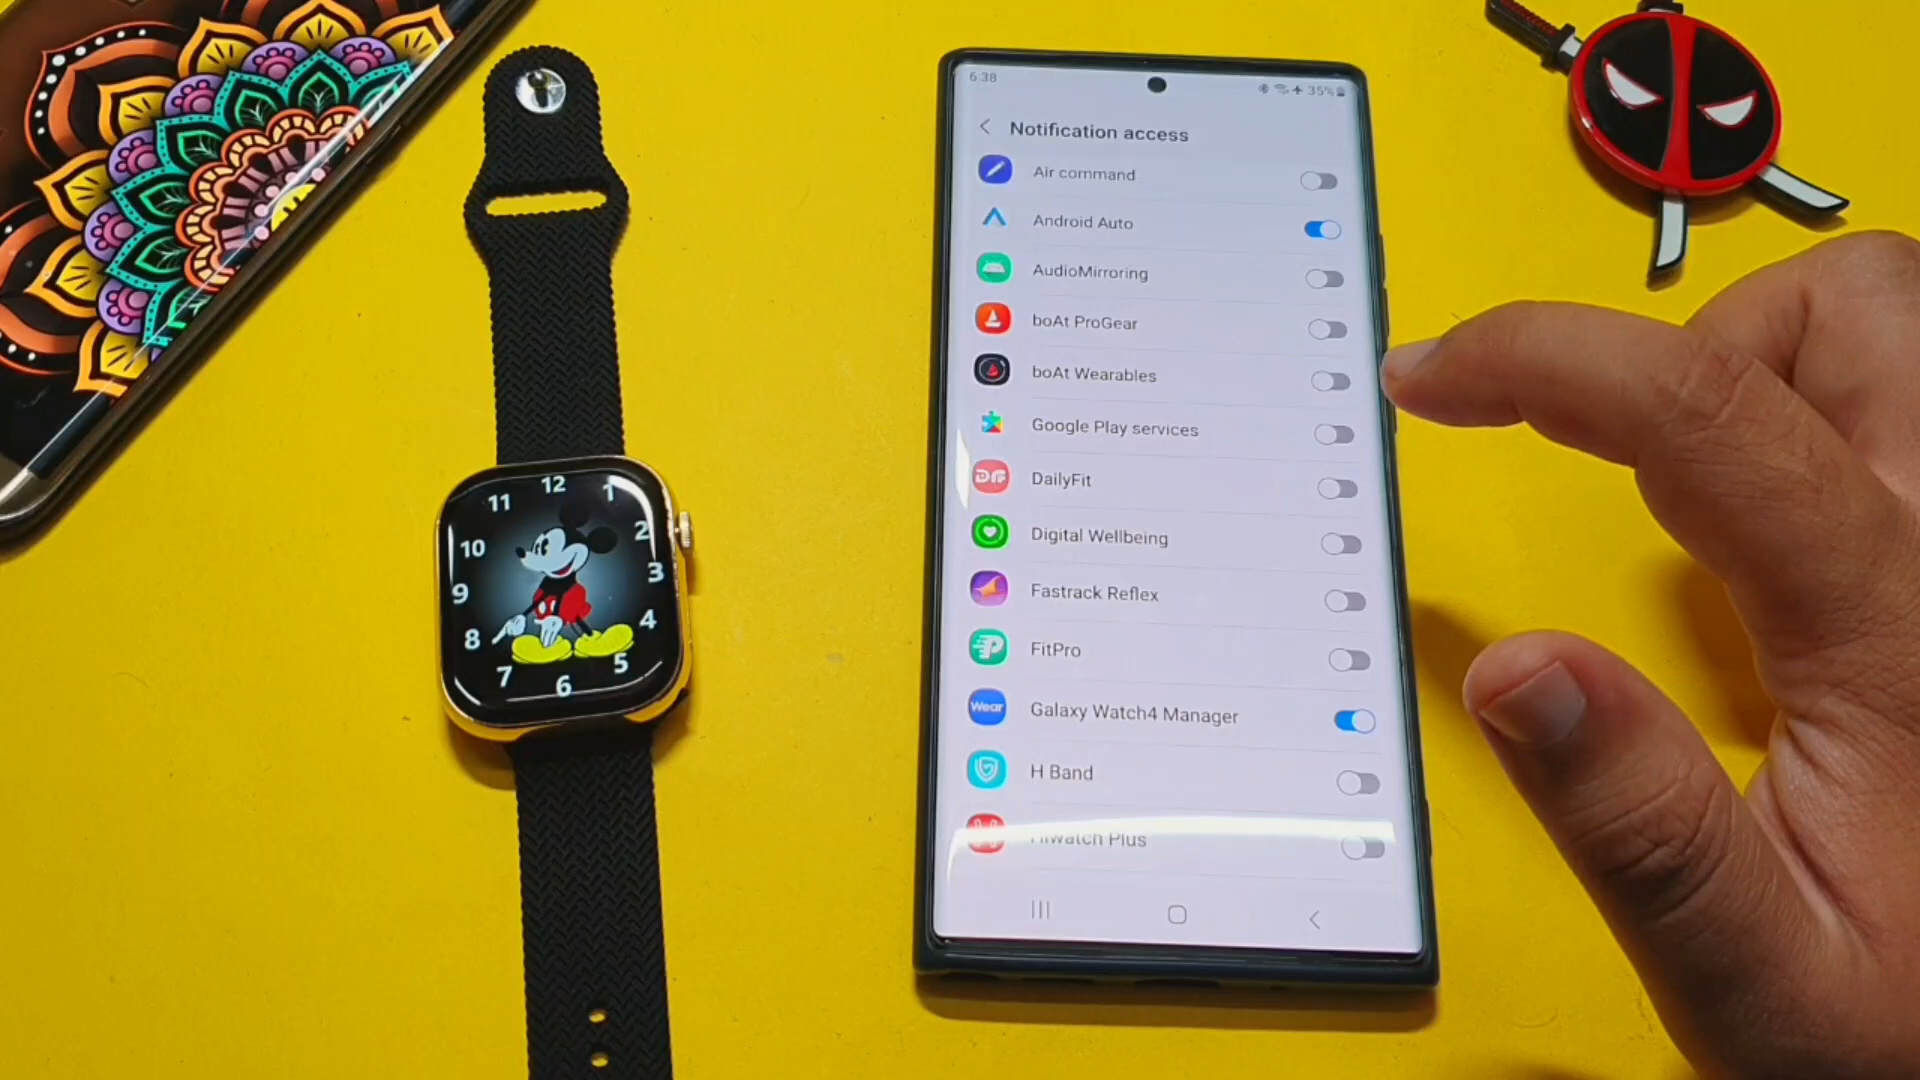 12
11
1
10
2
9
3
8
4
7
5
6
6:38
35%
Notification access
Air command
Android Auto
AudioMirroring
boAt ProGear
boAt Wearables
Google Play services
DailyFit
Digital Wellbeing
Fastrack Reflex
FitPro
Wear
Galaxy Watch4 Manager
H Band
HiWatch Plus